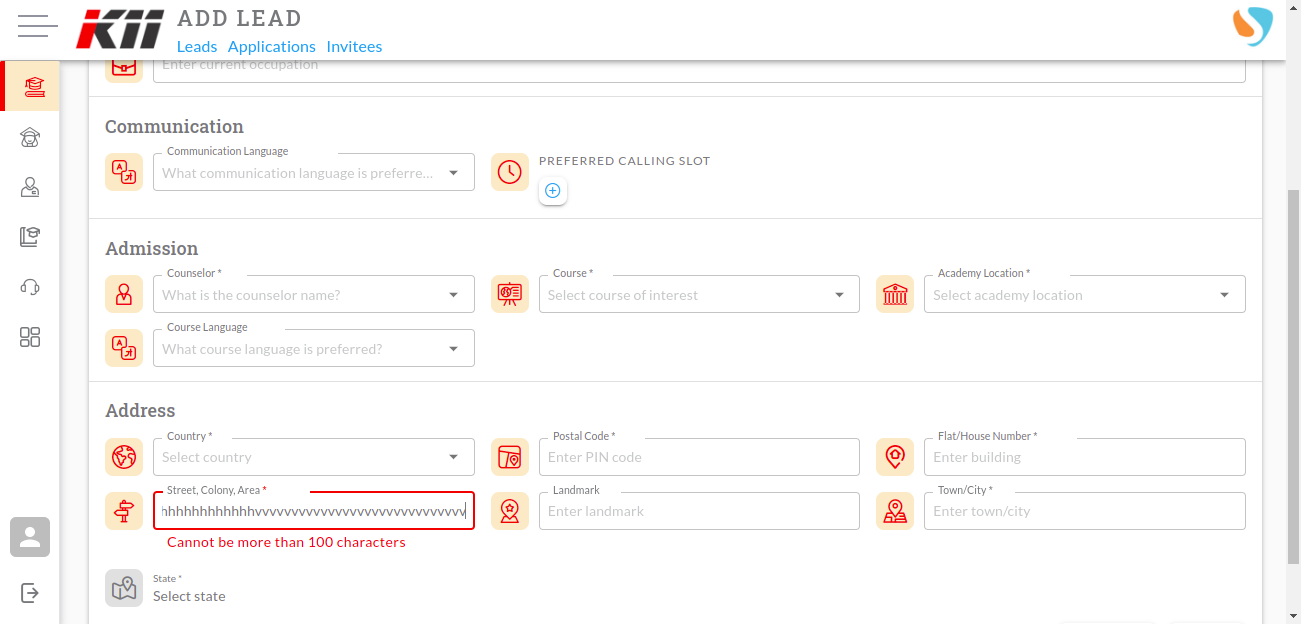 KiI ADD LEAD
Leads Applications Invitees
Enter current occupation
Communication
Communication Language
What communication language is preferre...
PREFERRED CALLING SLOT
Admission
Counselor *
What is the counselor name?
Course *
Select course of interest
Academy Location *
Select academy location
Course Language
What course language is preferred?
Address
Country *
Select country
Postal Code *
Enter PIN code
Flat/House Number *
Enter building
Street, Colony, Area *
Landmark
Enter landmark
Town/City *
Enter town/city
Cannot be more than 100 characters
State *
Select state